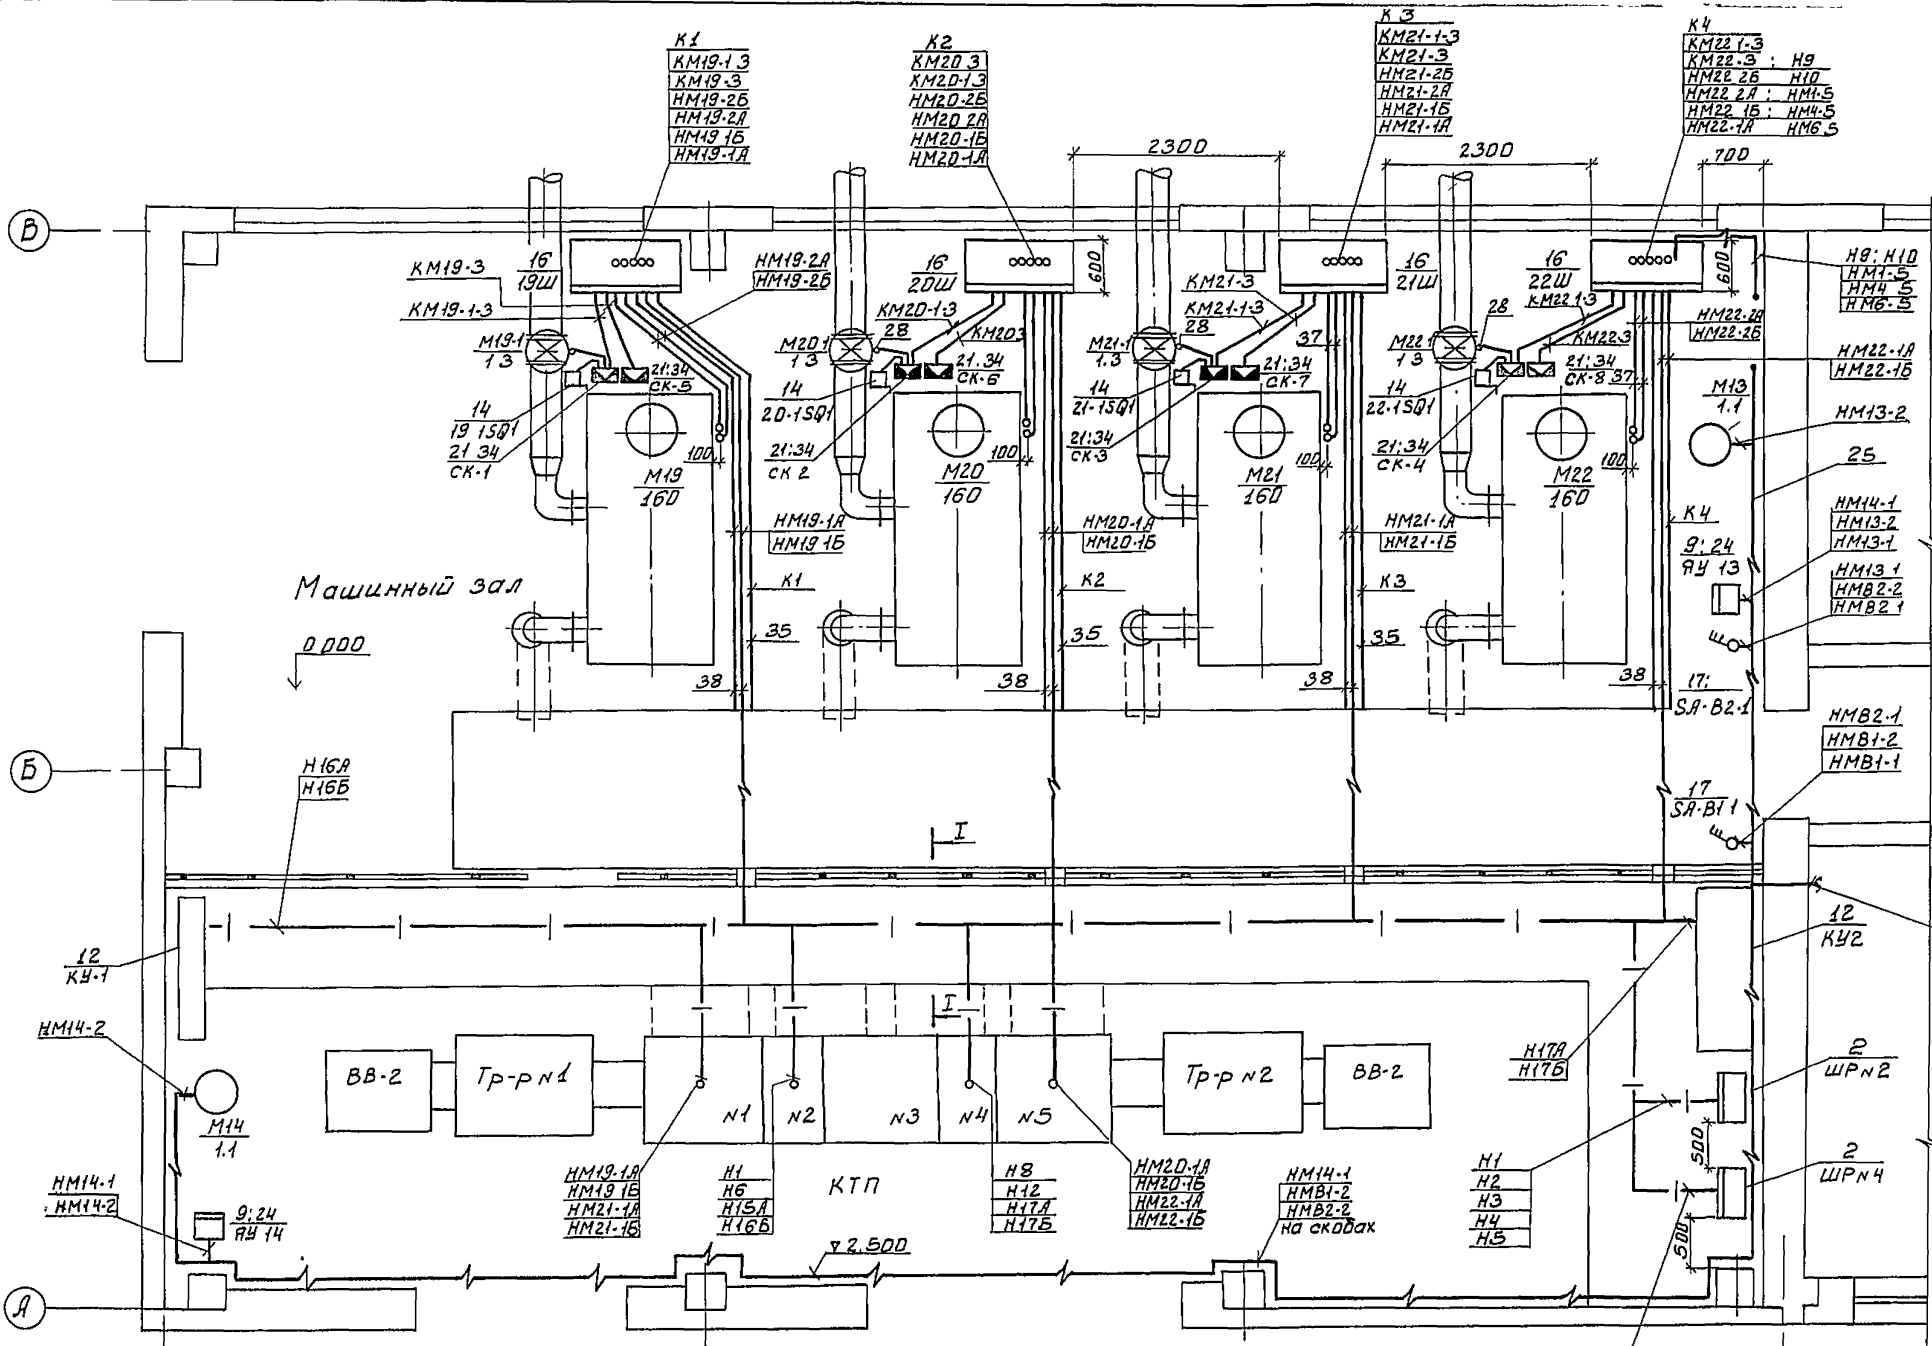 К1
КМ19-1 3
КМ19-3
НМ19-2Б
НМ19-2А
НМ19 1Б
НМ19-1А
К2
КМ20 3
КМ20-1.3
НМ20-2Б
НМ20 2А
НМ20-1Б
НМ20-1А
К 3
КМ21-1-3
КМ21-3
НМ21-2Б
НМ21-2А
НМ21-1Б
НМ21-1А
К4
КМ22 1-3
КМ22.3 ; Н9
НМ22 2Б Н10
НМ22 2А ; НМ1-5
НМ22 1Б ; НМ4-5
НМ22-1А НМ6.5
2300
2300
700
В
КМ19-3
КМ19-1-3
16
19Ш
НМ19-2А
НМ19-2Б
16
20Ш
600
КМ20-1-3
28
КМ20 3
КМ21-3
КМ21-1-3
28
37
16
21Ш
16
22Ш
КМ22 1-3
28
КМ22 3
600
Н9; Н10
НМ1-5
НМ4 5
НМ6-5
НМ22-2А
НМ22-2Б
НМ22-1А
НМ22-1Б
М19-1
1 3
М20 1
1 3
М21-1
1.3
М22 1
1 3
21:34
СК-5
21.34
СК-6
21:34
СК-7
21:34
СК-8
37
14
19 1SQ1
21 34
СК-1
14
20-1SQ1
21:34
СК 2
14
21-1SQ1
21:34
СК-3
14
22.1SQ1
21:34
СК-4
100
100
100
100
М19
160
М20
160
М21
160
М22
160
М13
1.1
НМ13-2
25
НМ19-1А
НМ19 1Б
НМ20-1А
НМ20-1Б
НМ21-1А
НМ21-1Б
К4
НМ14-1
НМ13-2
НМ13-1
9; 24
ЯУ 13
НМ13 1
НМВ2-2
НМВ2 1
Машинный зал
0 000
К1
К2
К3
35
35
35
38
38
38
38
17;
SA-В2-1
НМВ2-1
НМВ1-2
НМВ1-1
17
SA-В1 1
Б
Н16А
Н16Б
I
12
КУ-1
12
КУ2
НМ14-2
М14
1.1
ВВ-2
Тр-р №1
№1
№2
№3
I
№4
№5
Тр-р №2
ВВ-2
Н17А
Н17Б
2
ШР №2
500
2
ШР №4
500
НМ14-1
НМ14-2
9; 24
ЯУ 14
НМ19-1А
НМ19 1Б
НМ21-1А
НМ21-1Б
Н1
Н6
Н15А
Н16Б
КТП
Н8
Н12
Н17А
Н17Б
НМ20-1А
НМ20-1Б
НМ22-1А
НМ22-1Б
НМ14-1
НМВ1-2
НМВ2-2
на скобах
Н1
Н2
Н3
Н4
Н5
2,500
А